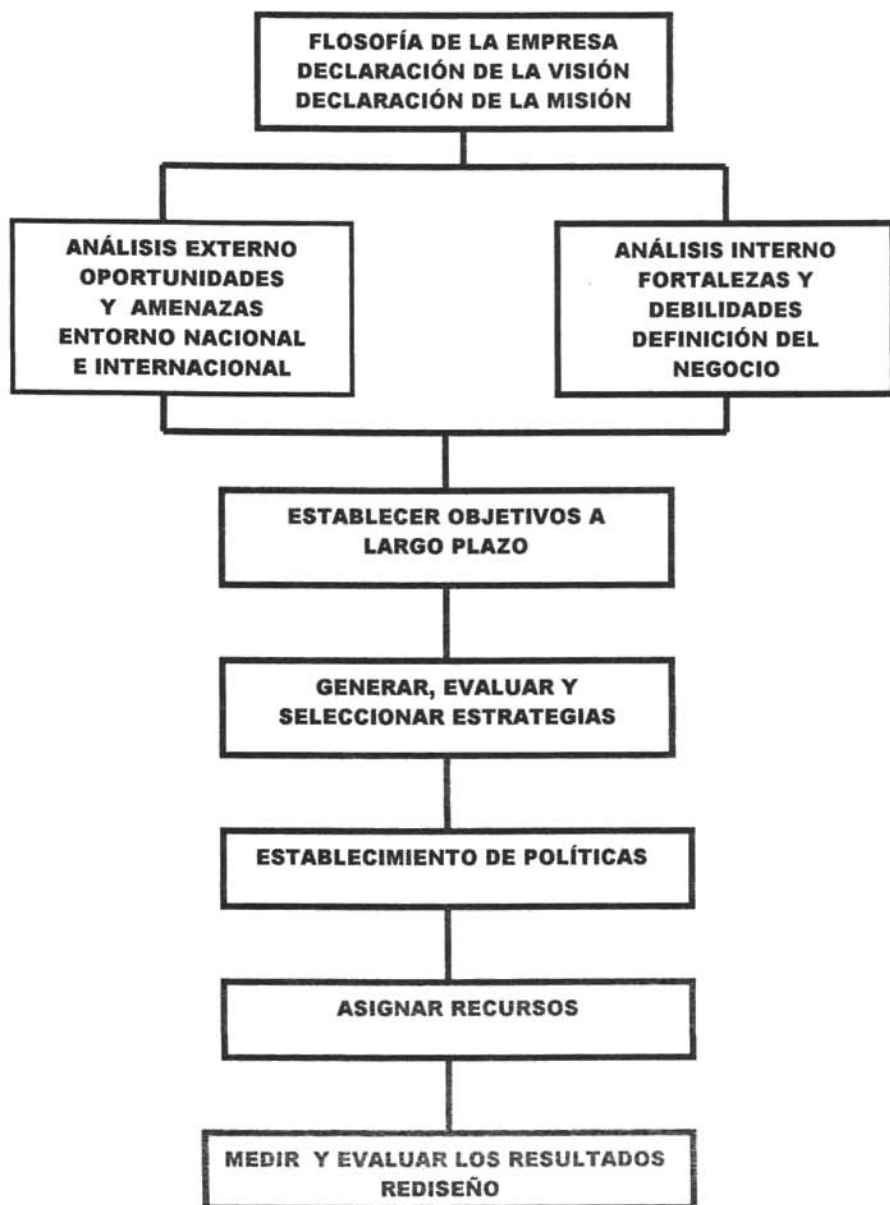 FLOSOFÍA DE LA EMPRESA
DECLARACIÓN DE LA VISIÓN
DECLARACIÓN DE LA MISIÓN
ANÁLISIS EXTERNO
OPORTUNIDADES
Y AMENAZAS
ENTORNO NACIONAL
E INTERNACIONAL
ANÁLISIS INTERNO
FORTALEZAS Y
DEBILIDADES
DEFINICIÓN DEL
NEGOCIO
ESTABLECER OBJETIVOS A
LARGO PLAZO
GENERAR, EVALUAR Y
SELECCIONAR ESTRATEGIAS
ESTABLECIMIENTO DE POLÍTICAS
ASIGNAR RECURSOS
MEDIR Y EVALUAR LOS RESULTADOS
REDISEÑO